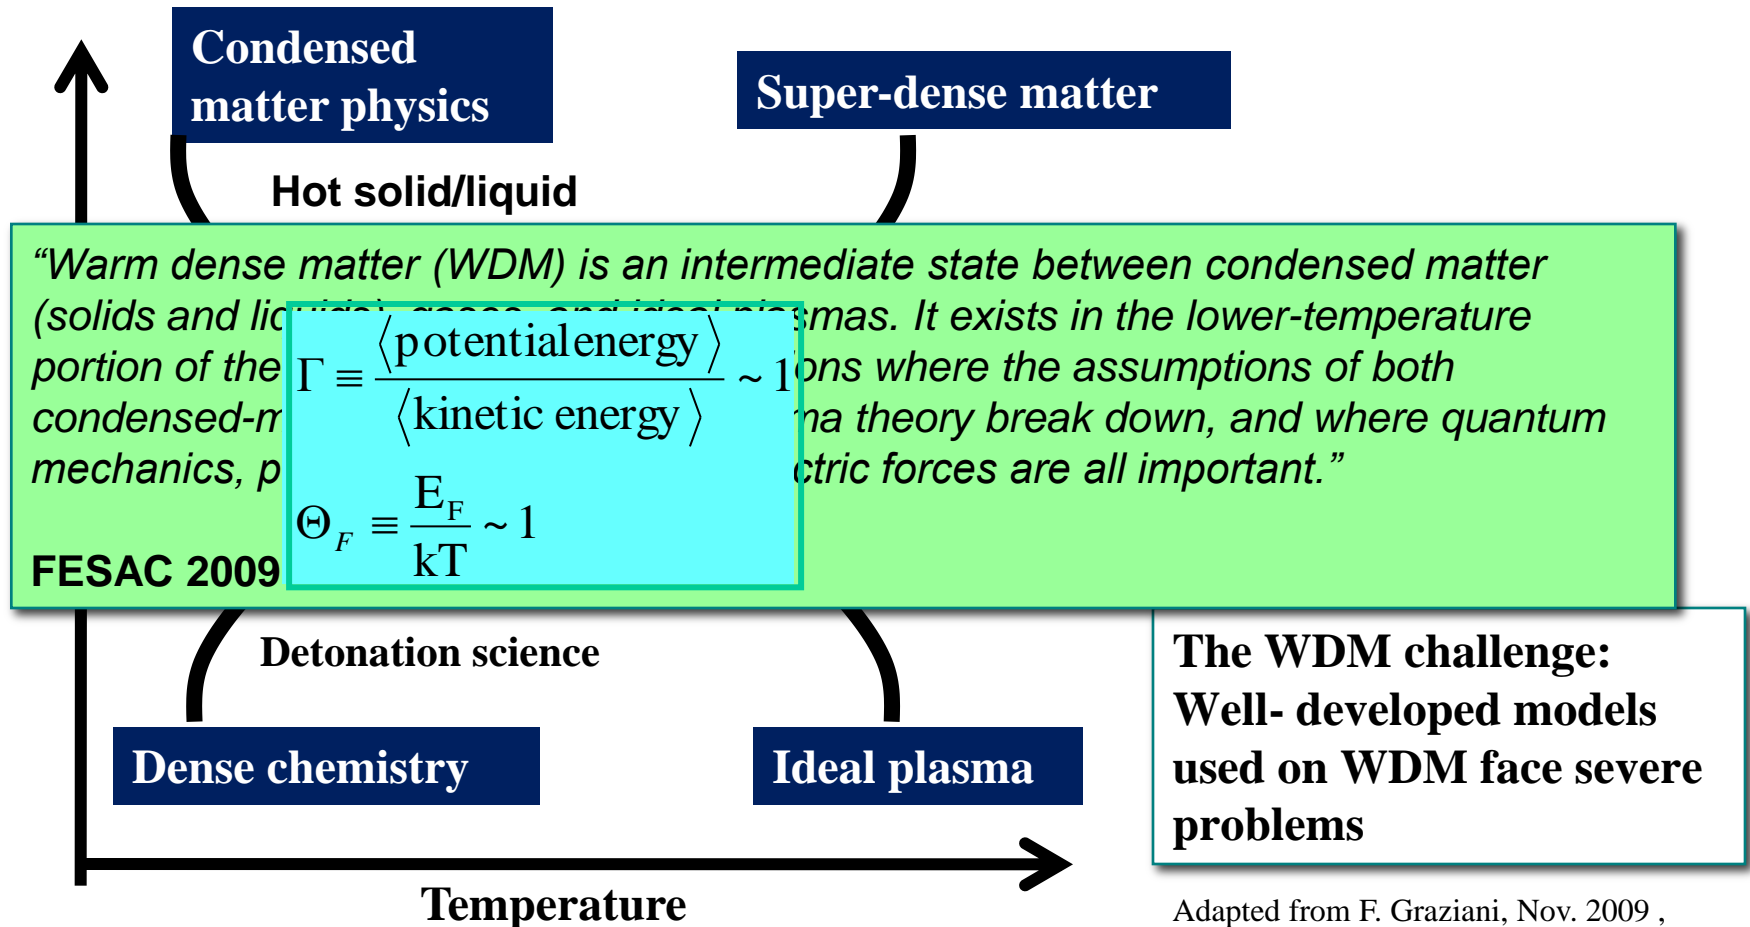 Condensed
matter physics
Super-dense matter
Hot solid/liquid
“Warm dense matter (WDM) is an intermediate state between condensed matter
(solids and smas. It exists in the lower-temperature
portion of the ons where the assumptions of both
condensed-m ma theory break down, and where quantum
mechanics, p ctric forces are all important.”
FESAC 2009
Γ ≡ ⟨potentialenergy⟩ / ⟨kinetic energy⟩ ~ 1
Θ_F ≡ E_F / kT ~ 1
Detonation science
Dense chemistry
Ideal plasma
The WDM challenge:
Well- developed models
used on WDM face severe
problems
Temperature
Adapted from F. Graziani, Nov. 2009 ,